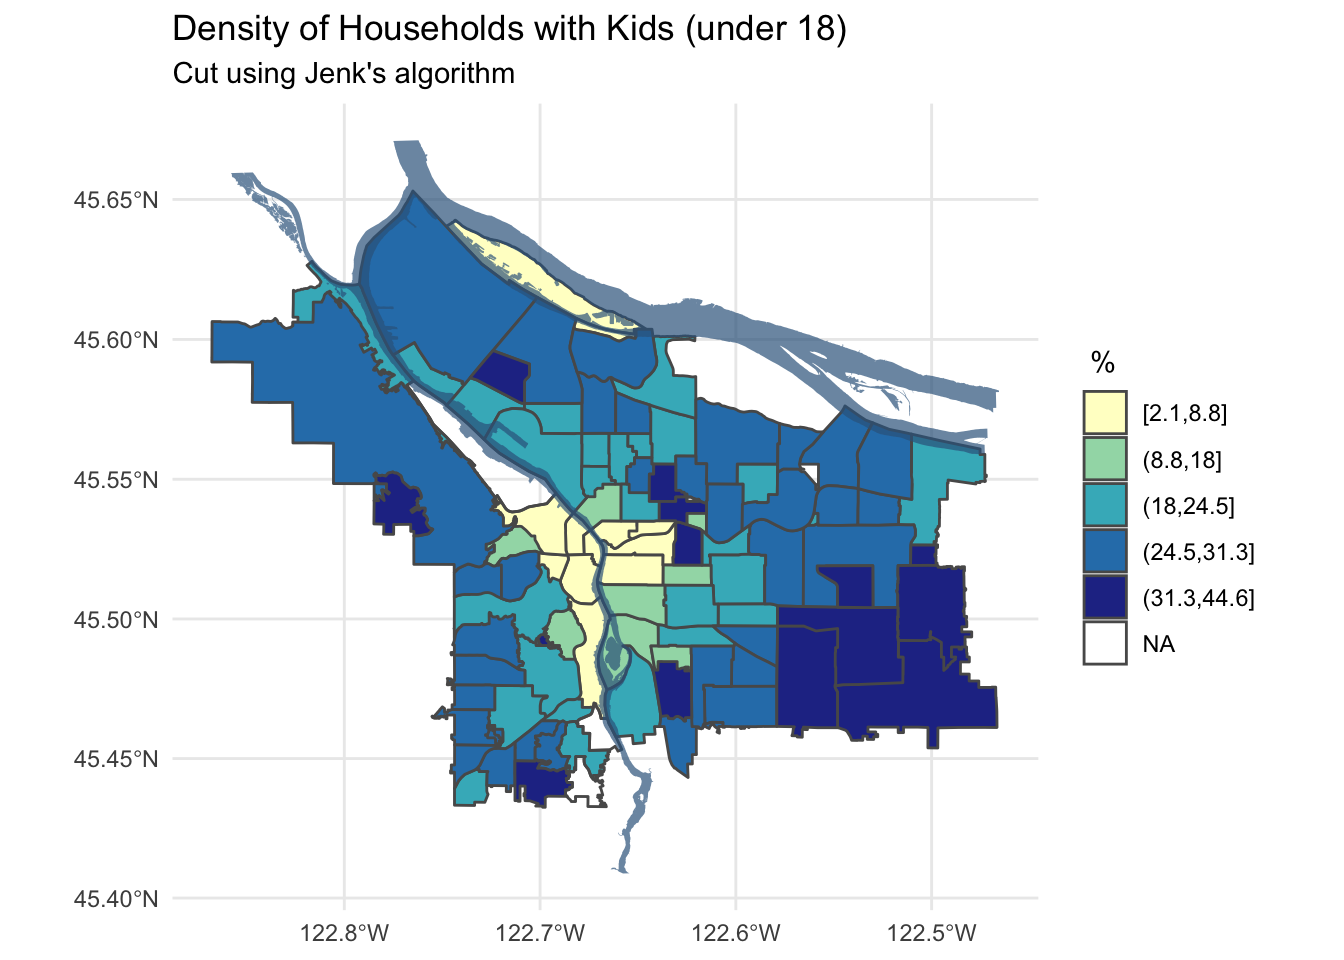 Density of Households with Kids (under 18)
Cut using Jenk's algorithm
45.65°N
45.60°N
45.55°N
45.50°N
45.45°N
45.40°N
122.8°W
122.7°W
122.6°W
122.5°W
%
[2.1,8.8]
(8.8,18]
(18,24.5]
(24.5,31.3]
(31.3,44.6]
NA